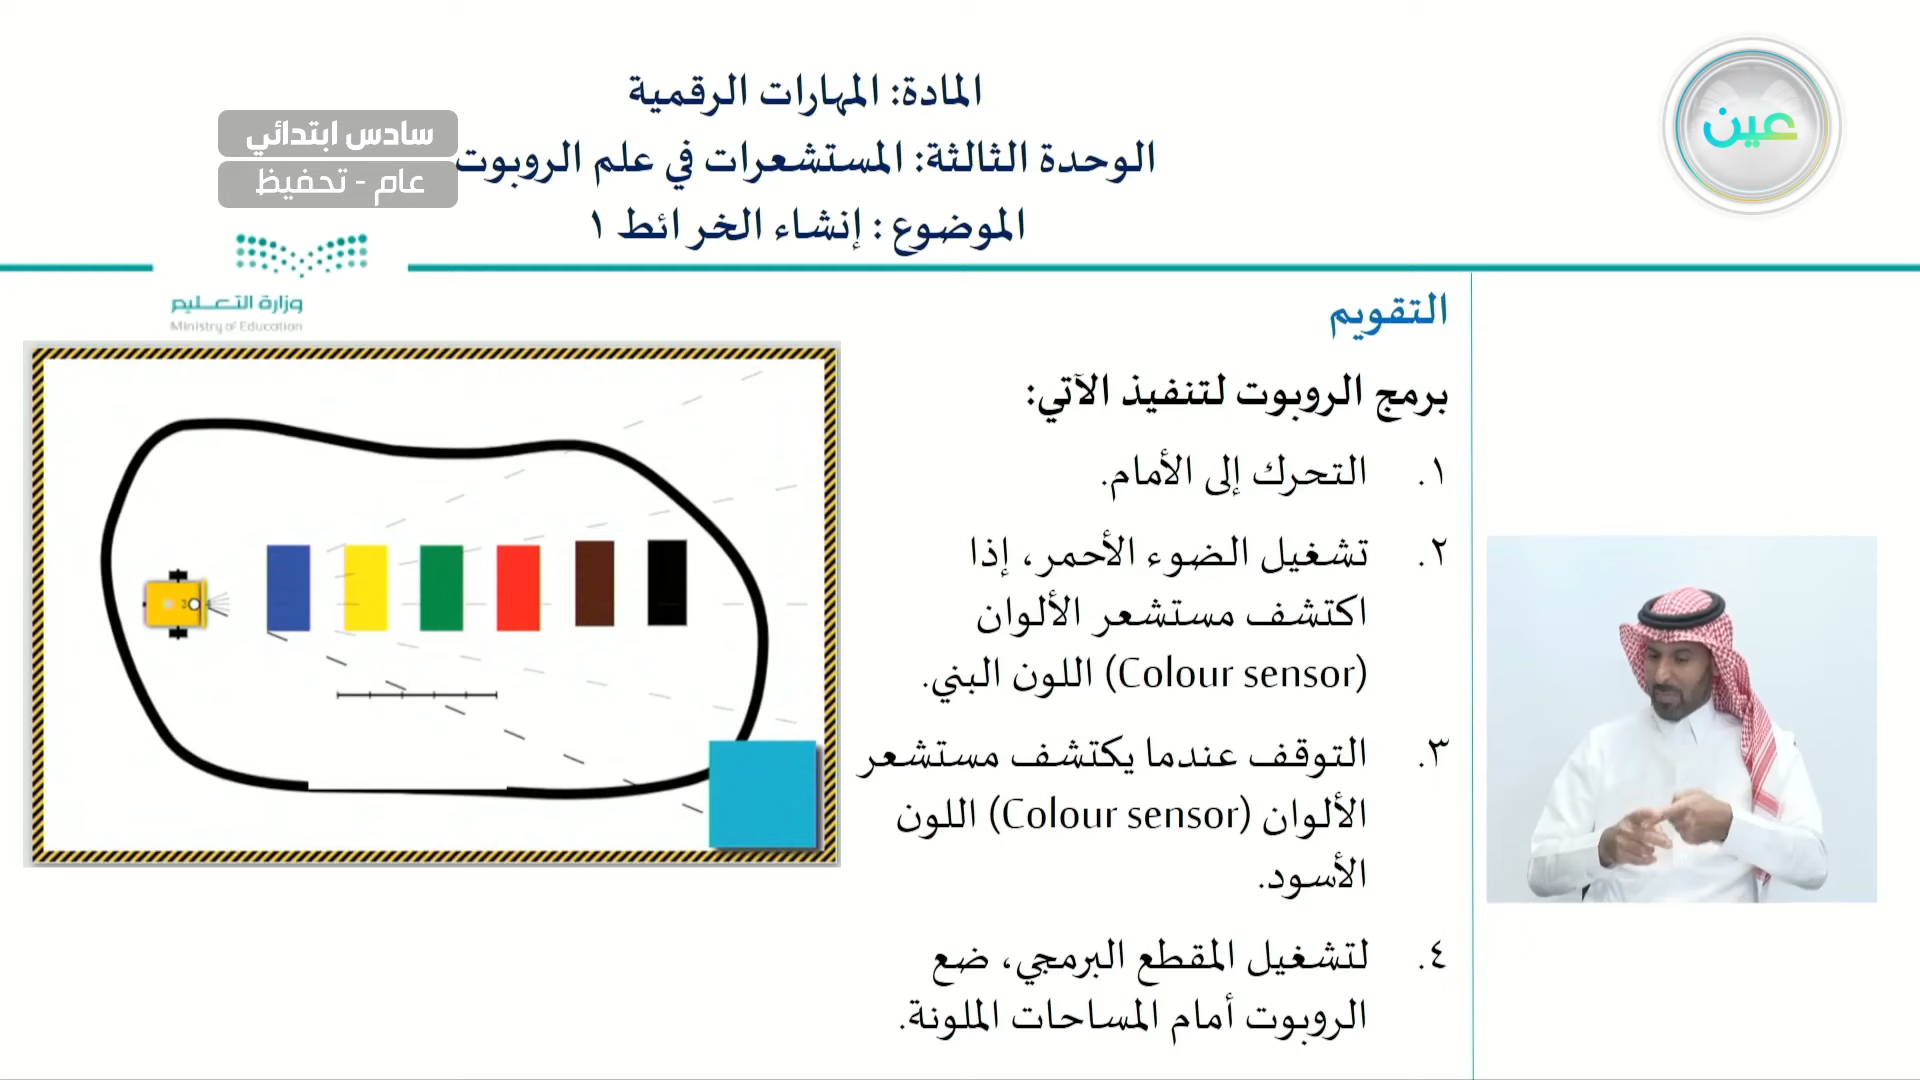 المادة: المهارات الرقمية
الوحدة الثالثة: المستشعرات في علم الروبوت
الموضوع : إنشاء الخرائط ١
سادس ابتدائي
عام - تحفيظ
عين
وزارة التعليم
Ministry of Education
التقويم
برمج الروبوت لتنفيذ الآتي:
١. التحرك إلى الأمام.
٢. تشغيل الضوء الأحمر، إذا
اكتشف مستشعر الألوان
(Colour sensor) اللون البني.
٣. التوقف عندما يكتشف مستشعر
الألوان (Colour sensor) اللون
الأسود.
٤. لتشغيل المقطع البرمجي، ضع
الروبوت أمام المساحات الملونة.